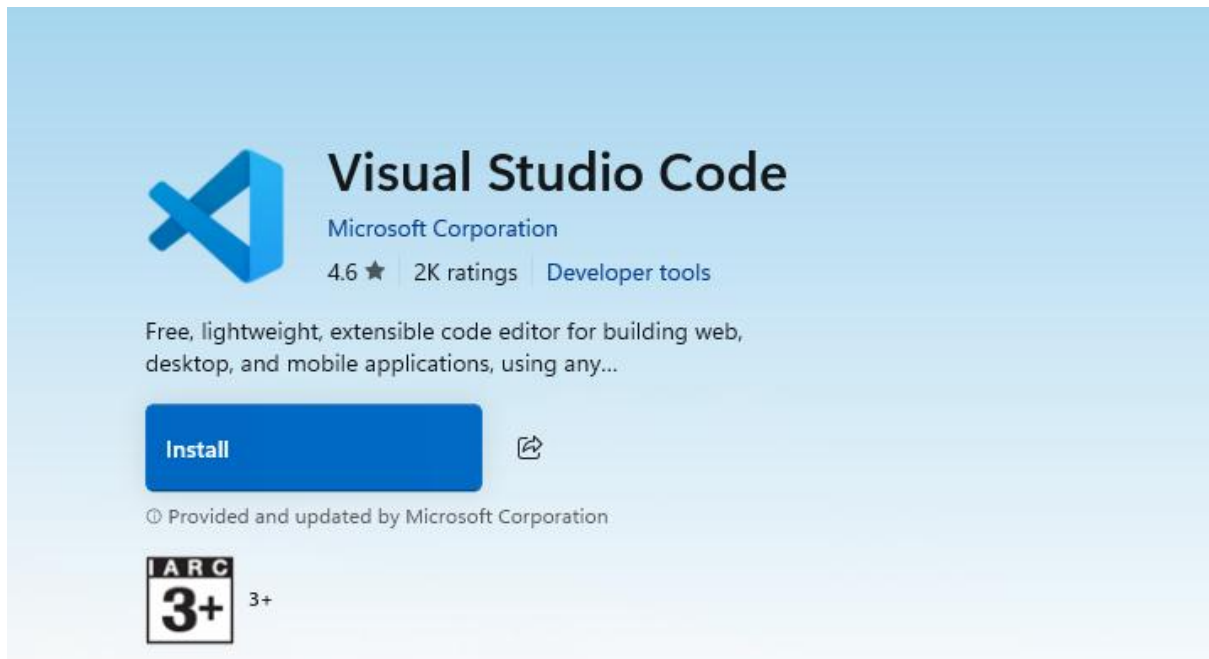 Visual Studio Code
Microsoft Corporation
4.6 ★ 2K ratings Developer tools
Free, lightweight, extensible code editor for building web,
desktop, and mobile applications, using any...
Install
Provided and updated by Microsoft Corporation
IARC
3+ 3+